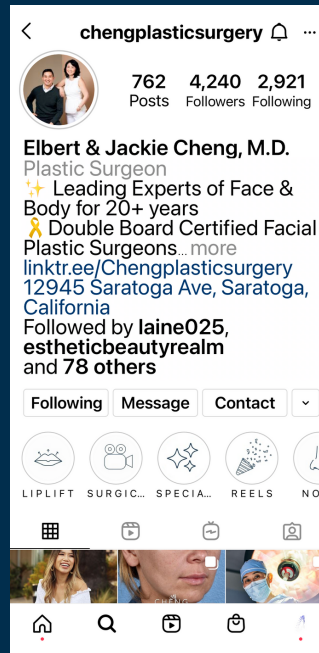 chengplasticsurgery
762 4,240 2,921
Posts Followers Following
Elbert & Jackie Cheng, M.D.
Plastic Surgeon
✨ Leading Experts of Face &
Body for 20+ years
🎗 Double Board Certified Facial
Plastic Surgeons... more
linktr.ee/Chengplasticsurgery
12945 Saratoga Ave, Saratoga,
California
Followed by laine025,
estheticbeautyrealm
and 78 others
Following Message Contact
LIPLIFT SURGIC... SPECIA... REELS NO
CHENG